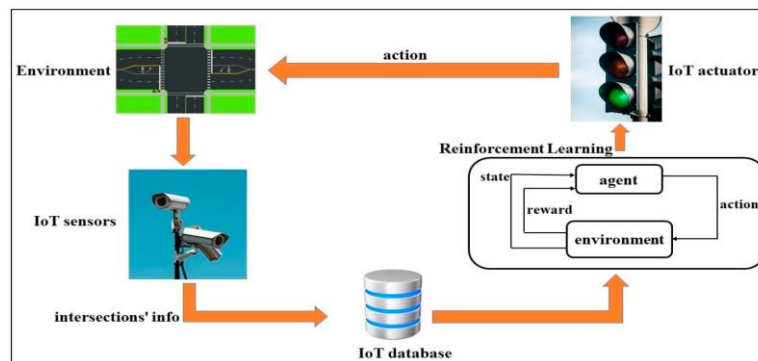 action
Environment
IoT actuator
Reinforcement Learning
state
agent
IoT sensors
reward
action
environment
intersections' info
IoT database